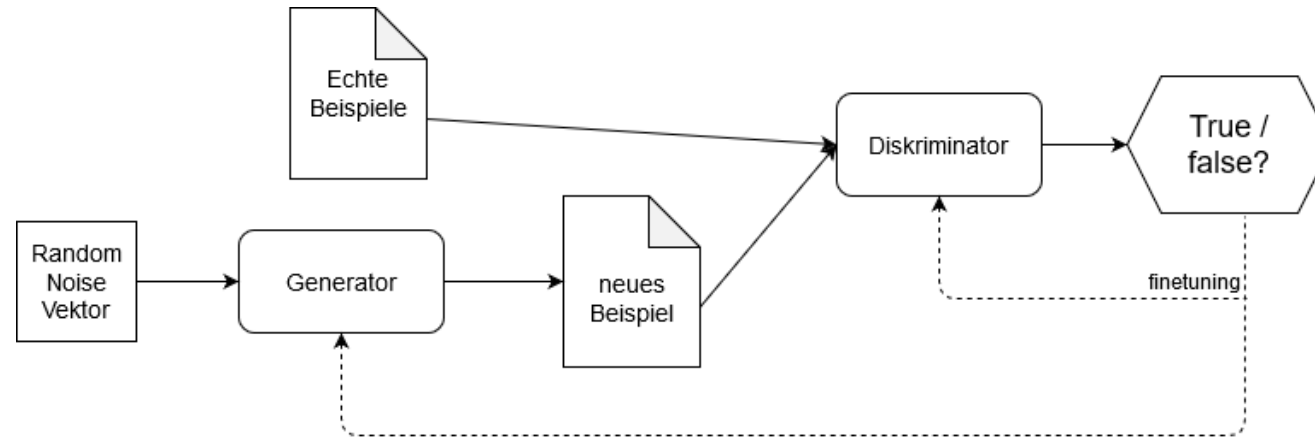 Echte
Beispiele
Diskriminator
True /
false?
Random
Noise
Vektor
Generator
neues
Beispiel
finetuning